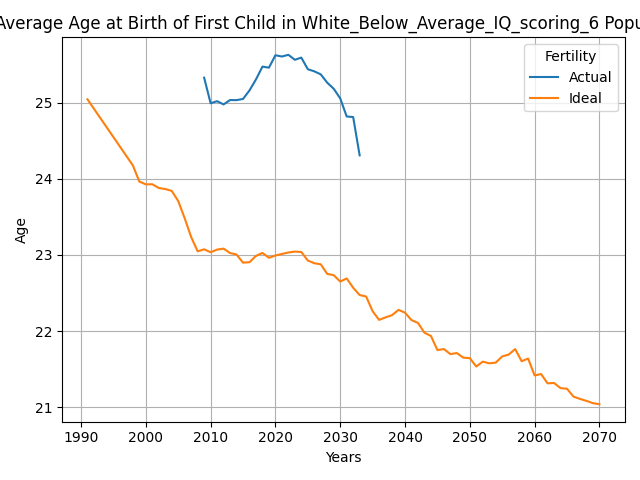 Average Age at Birth of First Child in White_Below_Average_IQ_scoring_6 Popu
Fertility
Actual
Ideal
Age
25
24
23
22
21
1990 2000 2010 2020 2030 2040 2050 2060 2070
Years